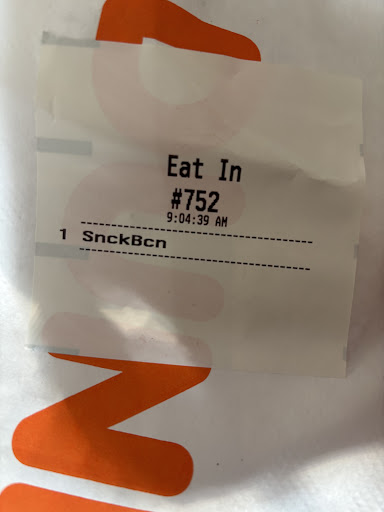 Eat In
#752
9:04:39 AM
1 SnckBcn